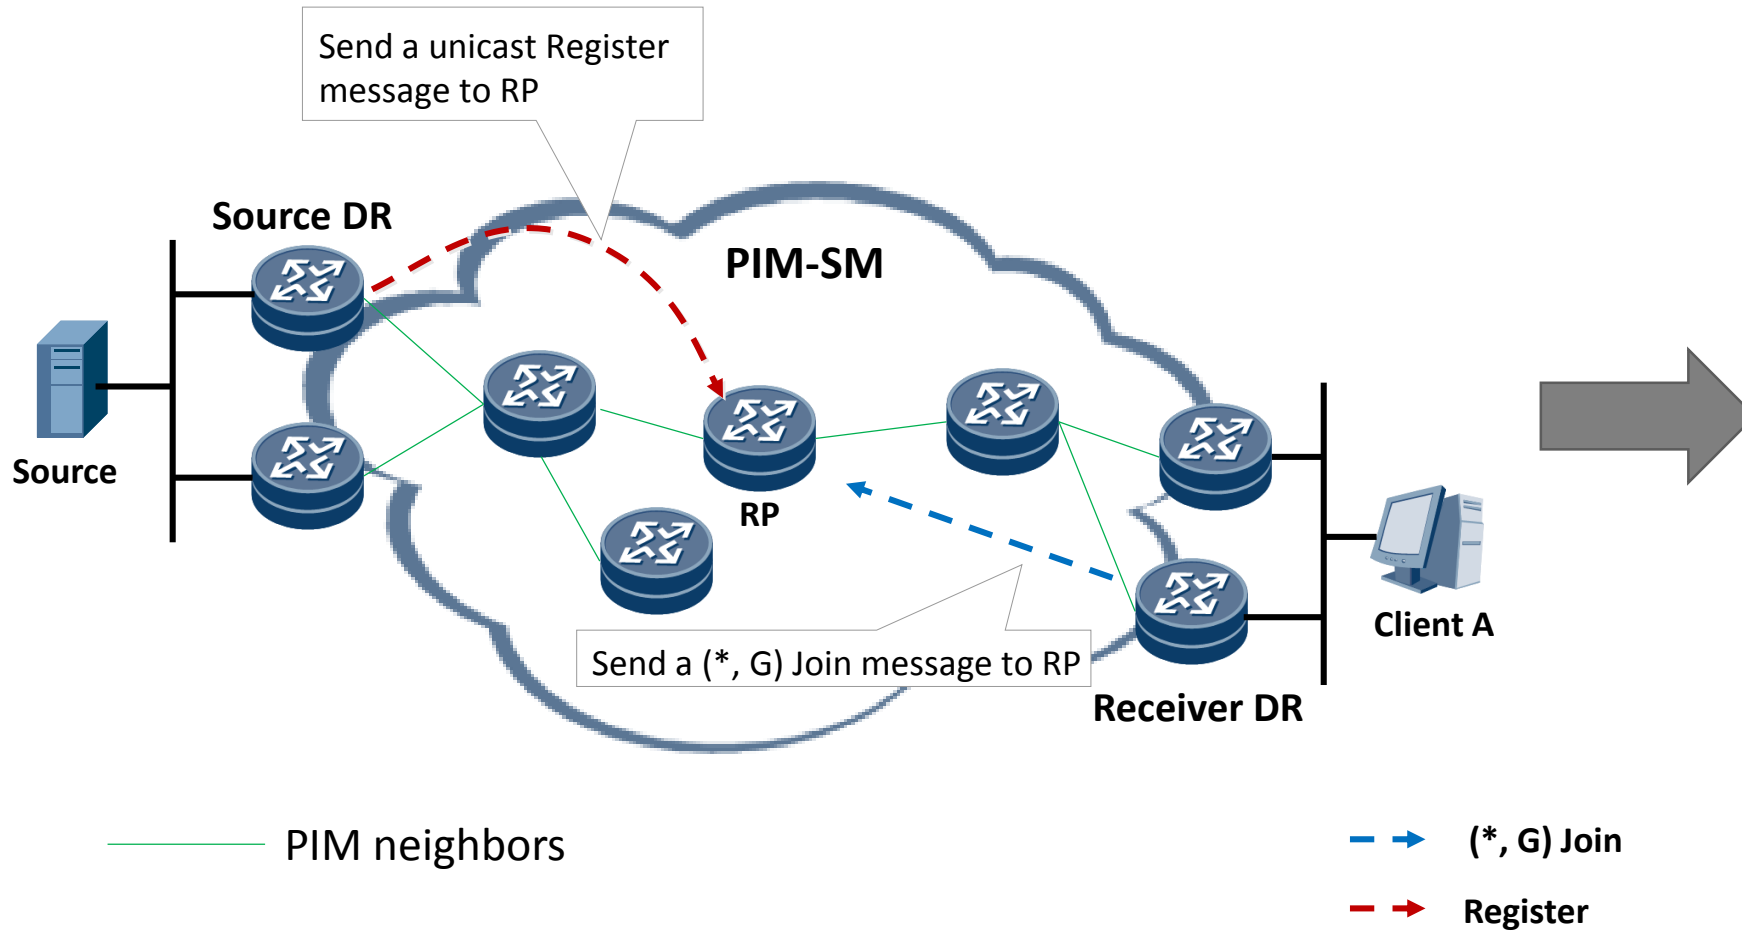 Send a unicast Register
message to RP
Source DR
PIM-SM
Source
RP
Client A
Send a (*, G) Join message to RP
Receiver DR
PIM neighbors
(*, G) Join
Register